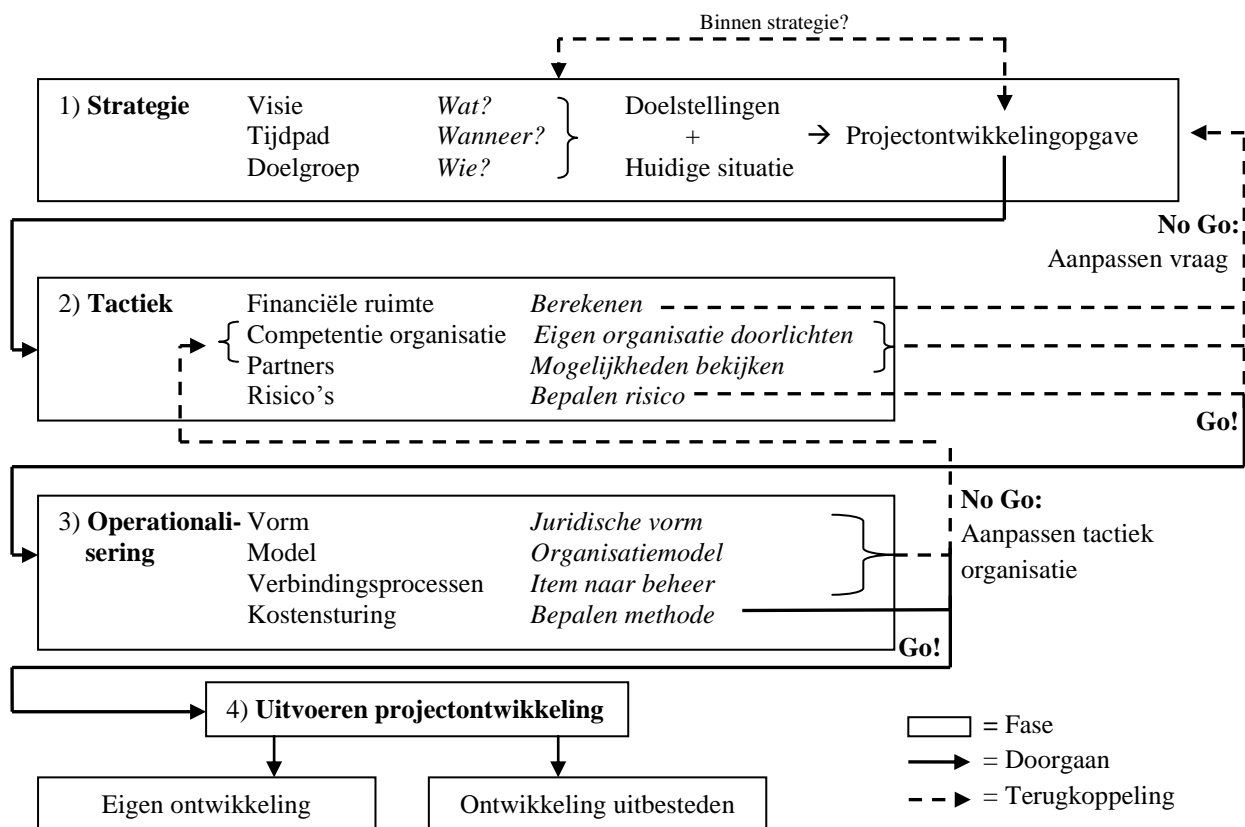 Binnen strategie?
1) Strategie Visie Wat? Doelstellingen
Tijdpad Wanneer? + → Projectontwikkelingopgave
Doelgroep Wie? Huidige situatie
No Go:
Aanpassen vraag
2) Tactiek Financiële ruimte Berekenen
Competentie organisatie Eigen organisatie doorlichten
Partners Mogelijkheden bekijken
Risico’s Bepalen risico
Go!
3) Operationali- Vorm Juridische vorm
sering Model Organisatiemodel
Verbindingsprocessen Item naar beheer
Kostensturing Bepalen methode
No Go:
Aanpassen tactiek
organisatie
Go!
4) Uitvoeren projectontwikkeling
Eigen ontwikkeling Ontwikkeling uitbesteden
= Fase
= Doorgaan
= Terugkoppeling